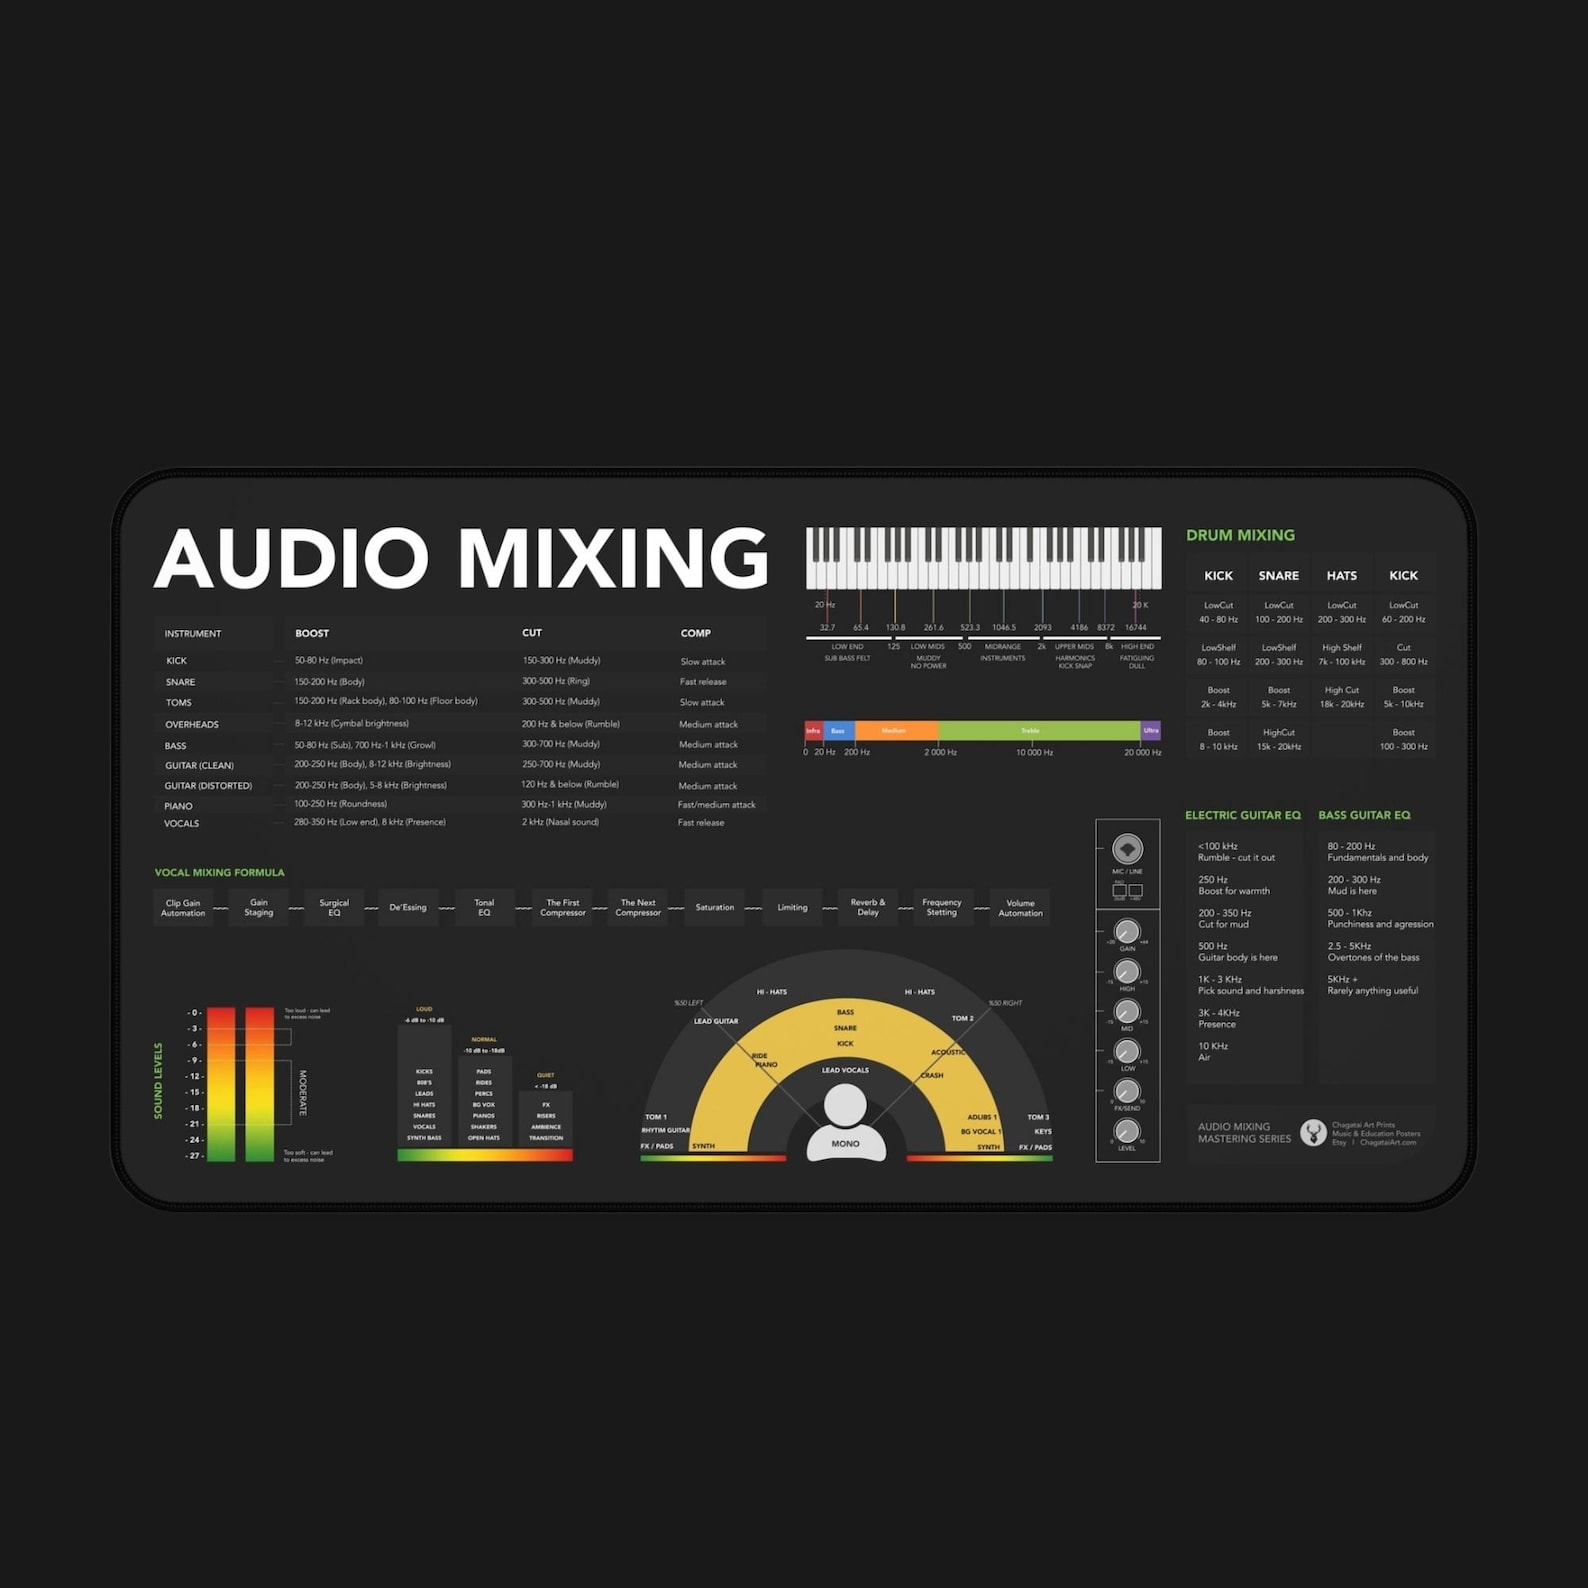 AUDIO MIXING
INSTRUMENT BOOST CUT COMP
KICK 50-80 Hz (Impact) 150-300 Hz (Muddy) Slow attack
SNARE 150-200 Hz (Body) 300-500 Hz (Ring) Fast release
TOMS 150-200 Hz (Rack body), 80-100 Hz (Floor body) 300-500 Hz (Muddy) Slow attack
OVERHEADS 8-12 kHz (Cymbal brightness) 200 Hz & below (Rumble) Medium attack
BASS 50-80 Hz (Sub), 700 Hz-1 kHz (Growl) 300-700 Hz (Muddy) Medium attack
GUITAR (CLEAN) 200-250 Hz (Body), 8-12 kHz (Brightness) 250-700 Hz (Muddy) Medium attack
GUITAR (DISTORTED) 200-250 Hz (Body), 5-8 kHz (Brightness) 120 Hz & below (Rumble) Medium attack
PIANO 100-250 Hz (Roundness) 300 Hz-1 kHz (Muddy) Fast/medium attack
VOCALS 280-350 Hz (Low end), 8 kHz (Presence) 2 kHz (Nasal sound) Fast release
20 Hz 20 K
32.7 65.4 130.8 261.6 523.3 1046.5 2093 4186 8372 16744
LOW END 125 LOW MIDS 500 MIDRANGE 2k UPPER MIDS 8k HIGH END
SUB BASS FELT MUDDY INSTRUMENTS HARMONICS FATIGUING
NO POWER KICK SNAP DULL
Infra Bass Medium Treble Ultra
0 20 Hz 200 Hz 2 000 Hz 10 000 Hz 20 000 Hz
DRUM MIXING
KICK SNARE HATS KICK
LowCut LowCut LowCut LowCut
40 - 80 Hz 100 - 200 Hz 200 - 300 Hz 60 - 200 Hz
LowShelf LowShelf High Shelf Cut
80 - 100 Hz 200 - 300 Hz 7k - 100 kHz 300 - 800 Hz
Boost Boost High Cut Boost
2k - 4kHz 5k - 7kHz 18k - 20kHz 5k - 10kHz
Boost HighCut Boost
8 - 10 kHz 15k - 20kHz 100 - 300 Hz
VOCAL MIXING FORMULA
Clip Gain Automation
Gain Staging
Surgical EQ
De'Essing
Tonal EQ
The First Compressor
The Next Compressor
Saturation
Limiting
Reverb & Delay
Frequency Stetting
Volume Automation
SOUND LEVELS
- 0 -
- 3 -
- 6 -
- 9 -
- 12 -
- 15 -
- 18 -
- 21 -
- 24 -
- 27 -
Too loud - can lead
to excess noise
MODERATE
Too soft - can lead
to excess noise
LOUD
-6 dB to -10 dB
KICKS
808'S
LEADS
HI HATS
SNARES
VOCALS
SYNTH BASS
NORMAL
-10 dB to -18dB
PADS
RIDES
PERCS
BG VOX
PIANOS
SHAKERS
OPEN HATS
QUIET
< -18 dB
FX
RISERS
AMBIENCE
TRANSITION
%50 LEFT HI - HATS HI - HATS %50 RIGHT
LEAD GUITAR BASS TOM 2
SNARE
KICK
RIDE ACOUSTIC
PIANO LEAD VOCALS CRASH
TOM 1 ADLIBS 1 TOM 3
RHYTIM GUITAR BG VOCAL 1 KEYS
FX / PADS SYNTH MONO SYNTH FX / PADS
MIC / LINE
PAD
26dB +48V
GAIN
+20 +64
HIGH
-15 +15
MID
-15 +15
LOW
-15 +15
FX/SEND
0 10
LEVEL
0 10
ELECTRIC GUITAR EQ
<100 kHz
Rumble - cut it out
250 Hz
Boost for warmth
200 - 350 Hz
Cut for mud
500 Hz
Guitar body is here
1K - 3 KHz
Pick sound and harshness
3K - 4KHz
Presence
10 KHz
Air
BASS GUITAR EQ
80 - 200 Hz
Fundamentals and body
200 - 300 Hz
Mud is here
500 - 1Khz
Punchiness and agression
2.5 - 5KHz
Overtones of the bass
5KHz +
Rarely anything useful
AUDIO MIXING
MASTERING SERIES
Chagatai Art Prints
Music & Education Posters
Etsy | ChagataiArt.com